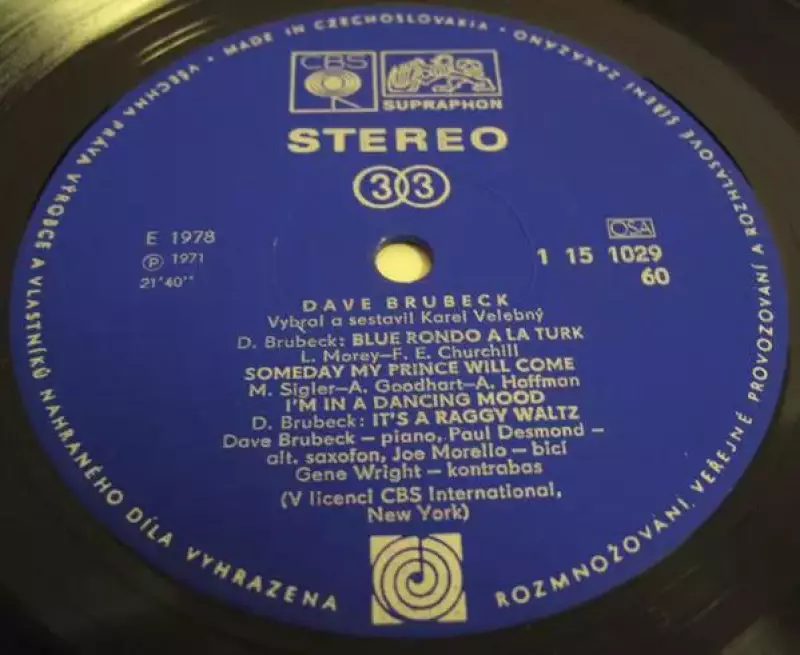 VŠECHNA PRÁVA VÝROBCE A VLASTNÍKŮ NAHRANÉHO DÍLA VYHRAZENA
MADE IN CZECHOSLOVAKIA
ROZMNOŽOVÁNÍ, VEŘEJNÉ PROVOZOVÁNÍ A ROZHLASOVÉ ŠÍŘENÍ ZAKÁZÁNO
CBS
SUPRAPHON
STEREO
33
E 1978
Ⓟ 1971
21'40''
OSA
1 15 1029
60
DAVE BRUBECK
Vybral a sestavil Karel Velebný
D. Brubeck: BLUE RONDO A LA TURK
L. Morey–F. E. Churchill
SOMEDAY MY PRINCE WILL COME
M. Sigler–A. Goodhart–A. Hoffman
I'M IN A DANCING MOOD
D. Brubeck: IT'S A RAGGY WALTZ
Dave Brubeck – piano, Paul Desmond –
alt. saxofon, Joe Morello – bicí
Gene Wright – kontrabas
(V licenci CBS International,
New York)